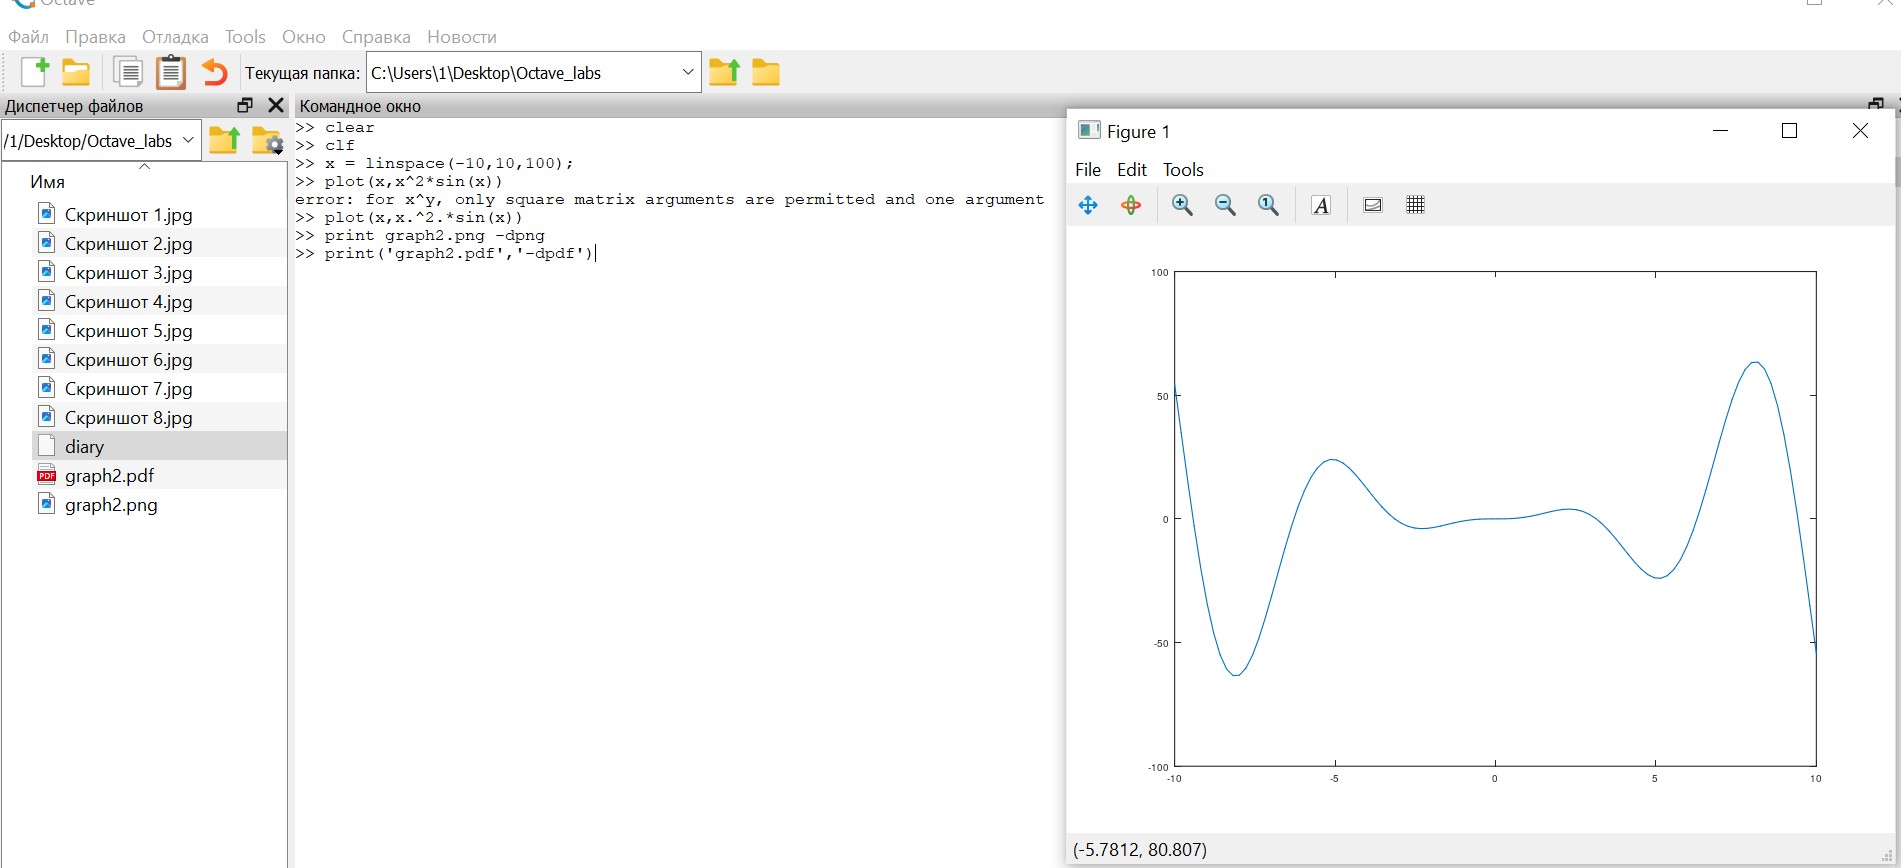 Octave
Файл Правка Отладка Tools Окно Справка Новости
Текущая папка: C:\Users\1\Desktop\Octave_labs
Диспетчер файлов
/1/Desktop/Octave_labs
Имя
Скриншот 1.jpg
Скриншот 2.jpg
Скриншот 3.jpg
Скриншот 4.jpg
Скриншот 5.jpg
Скриншот 6.jpg
Скриншот 7.jpg
Скриншот 8.jpg
diary
graph2.pdf
graph2.png
Командное окно
>> clear
>> clf
>> x = linspace(-10,10,100);
>> plot(x,x^2*sin(x))
error: for x^y, only square matrix arguments are permitted and one argument
>> plot(x,x.^2.*sin(x))
>> print graph2.png -dpng
>> print('graph2.pdf','-dpdf')
Figure 1
File Edit Tools
100
50
0
-50
-100
-10 -5 0 5 10
(-5.7812, 80.807)